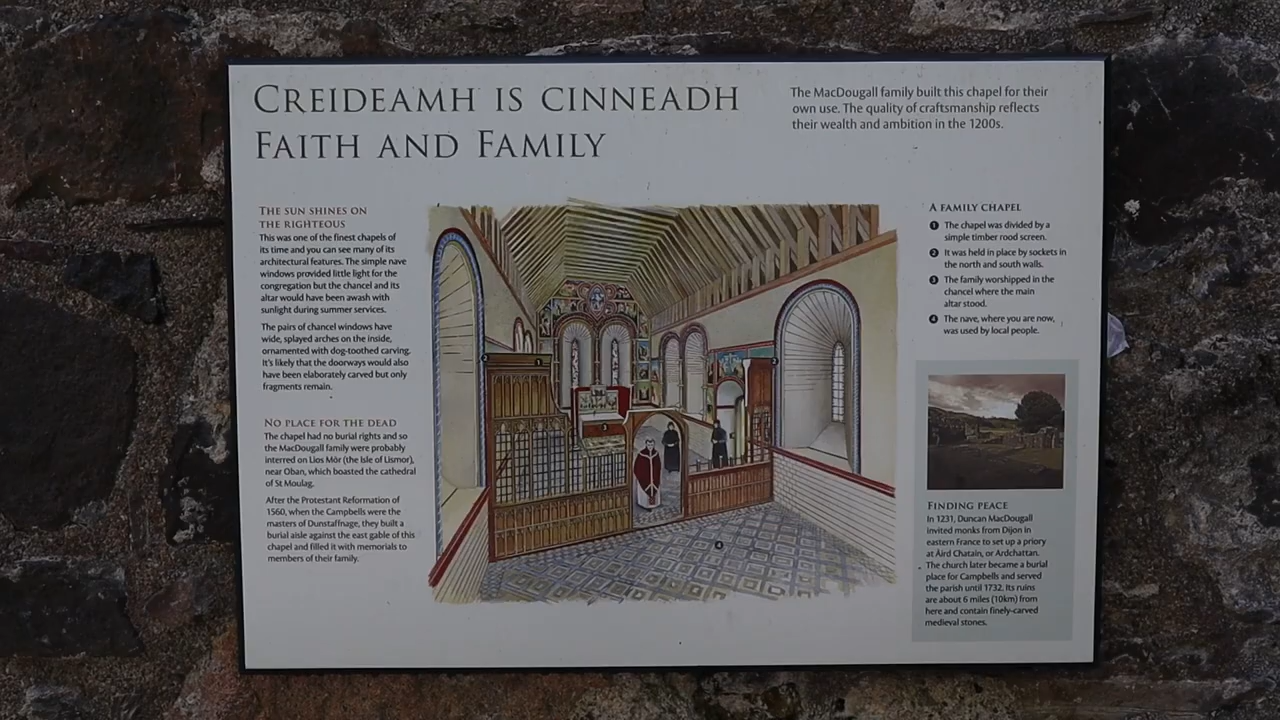 CREIDEAMH IS CINNEADH
FAITH AND FAMILY
The MacDougall family built this chapel for their
own use. The quality of craftsmanship reflects
their wealth and ambition in the 1200s.
THE SUN SHINES ON
THE RIGHTEOUS
This was one of the finest chapels of
its time and you can see many of its
architectural features. The simple nave
windows provided little light for the
congregation but the chancel and its
altar would have been awash with
sunlight during summer services.
The pairs of chancel windows have
wide, splayed arches on the inside,
ornamented with dog-toothed carving.
It's likely that the doorways would also
have been elaborately carved but only
fragments remain.
NO PLACE FOR THE DEAD
The chapel had no burial rights and so
the MacDougall family were probably
interred on Lios Mòr (the Isle of Lismor),
near Oban, which boasted the cathedral
of St Moulag.
After the Protestant Reformation of
1560, when the Campbells were the
masters of Dunstaffnage, they built a
burial aisle against the east gable of this
chapel and filled it with memorials to
members of their family.
2
2
3
4
A FAMILY CHAPEL
1 The chapel was divided by a
simple timber rood screen.
2 It was held in place by sockets in
the north and south walls.
3 The family worshipped in the
chancel where the main
altar stood.
4 The nave, where you are now,
was used by local people.
FINDING PEACE
In 1231, Duncan MacDougall
invited monks from Dijon in
eastern France to set up a priory
at Àird Chatain, or Ardchattan.
The church later became a burial
place for Campbells and served
the parish until 1732. Its ruins
are about 6 miles (10km) from
here and contain finely-carved
medieval stones.